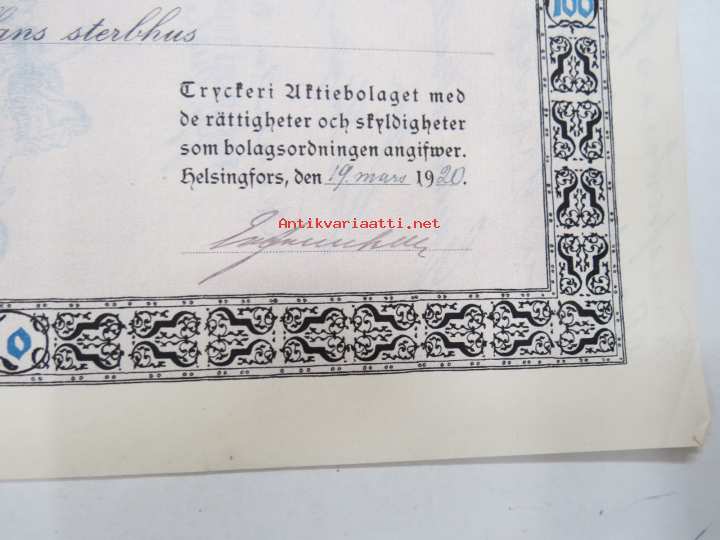 100
sterbhus
Tryckeri Aktiebolaget med
de rättigheter och skyldigheter
som bolagsordningen angifwer.
Helsingfors, den 19. mars 1920.
Antikvariaatti.net
0